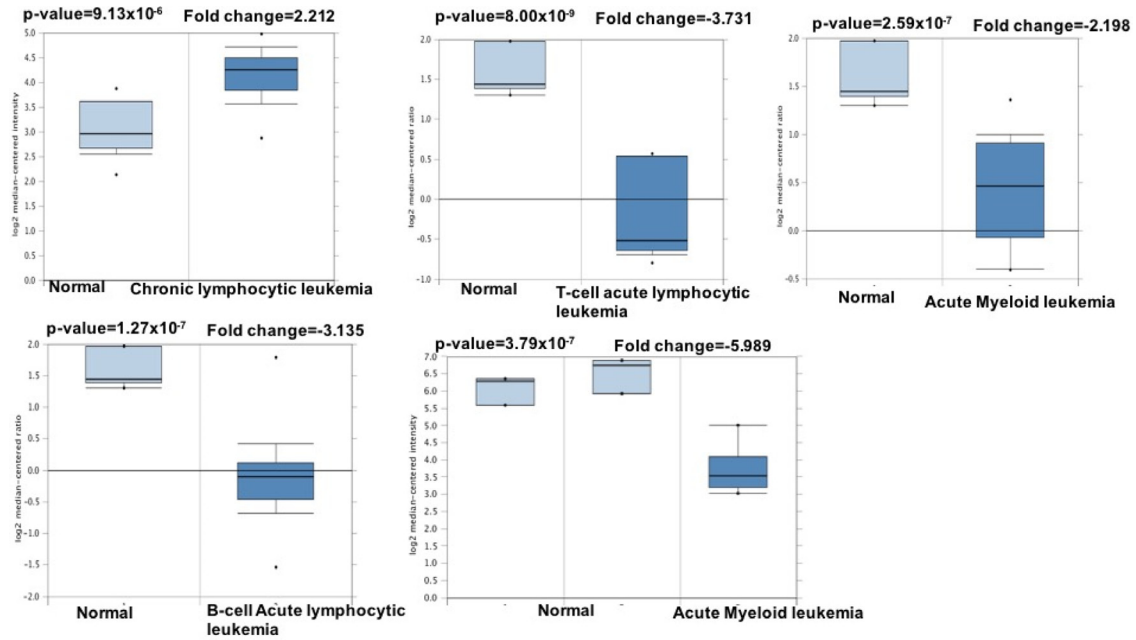 p-value=9.13x10⁻⁶ Fold change=2.212
5.0
4.5
4.0
3.5
3.0
2.5
2.0
1.5
1.0
0.5
0.0
log2 median-centered intensity
Normal Chronic lymphocytic leukemia
p-value=8.00x10⁻⁹ Fold change=-3.731
2.0
1.5
1.0
0.5
0.0
-0.5
-1.0
log2 median-centered ratio
Normal T-cell acute lymphocytic
leukemia
p-value=2.59x10⁻⁷ Fold change=-2.198
2.0
1.5
1.0
0.5
0.0
-0.5
log2 median-centered ratio
Normal Acute Myeloid leukemia
p-value=1.27x10⁻⁷ Fold change=-3.135
2.0
1.5
1.0
0.5
0.0
-0.5
-1.0
-1.5
-2.0
log2 median-centered ratio
Normal B-cell Acute lymphocytic
leukemia
p-value=3.79x10⁻⁷ Fold change=-5.989
7.0
6.5
6.0
5.5
5.0
4.5
4.0
3.5
3.0
2.5
2.0
1.5
1.0
0.5
0.0
log2 median-centered intensity
Normal Acute Myeloid leukemia